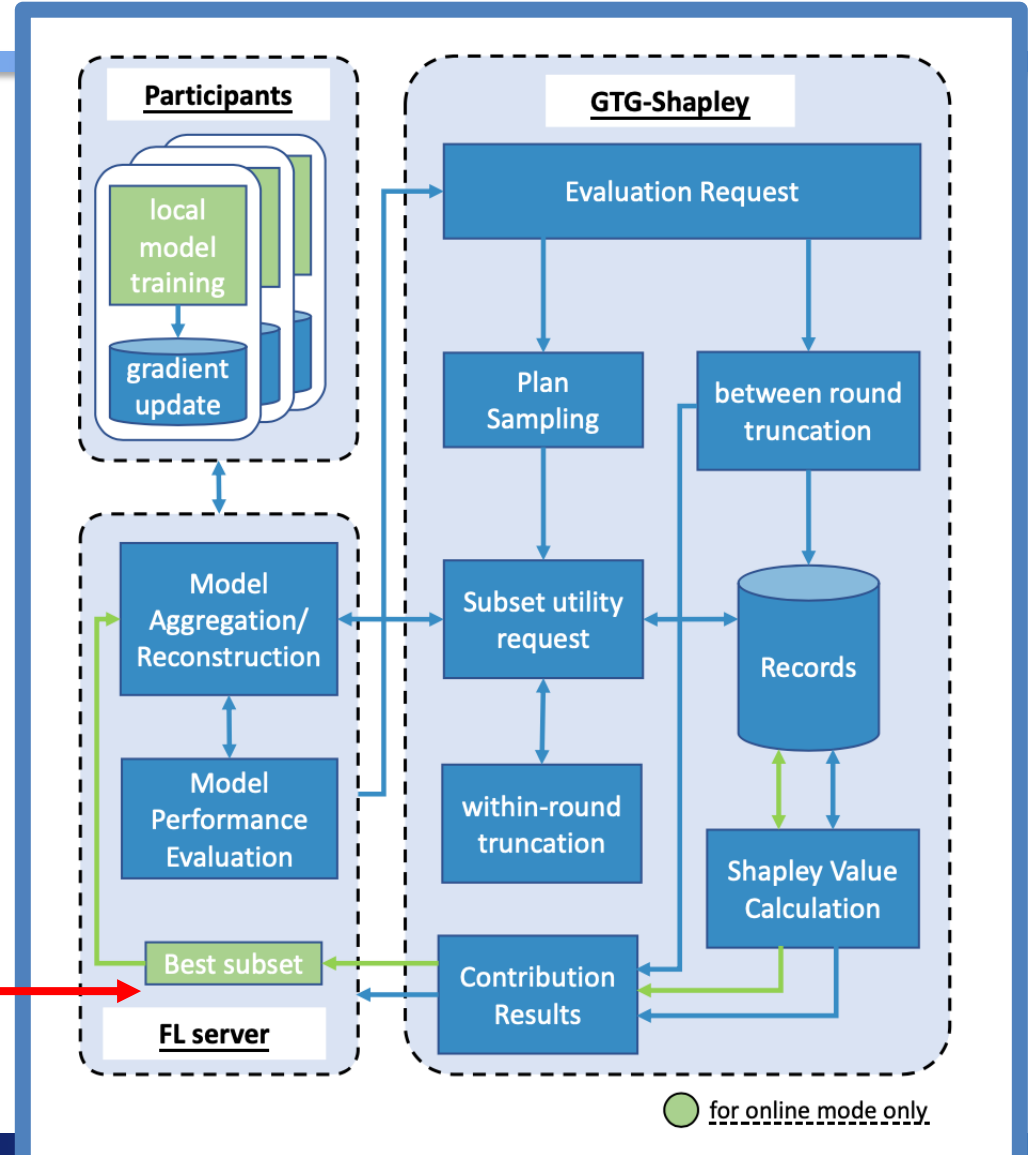 Participants
local
model
training
gradient
update
GTG-Shapley
Evaluation Request
Plan
Sampling
between round
truncation
Model
Aggregation/
Reconstruction
Subset utility
request
Records
Model
Performance
Evaluation
within-round
truncation
Shapley Value
Calculation
Best subset
Contribution
Results
FL server
for online mode only